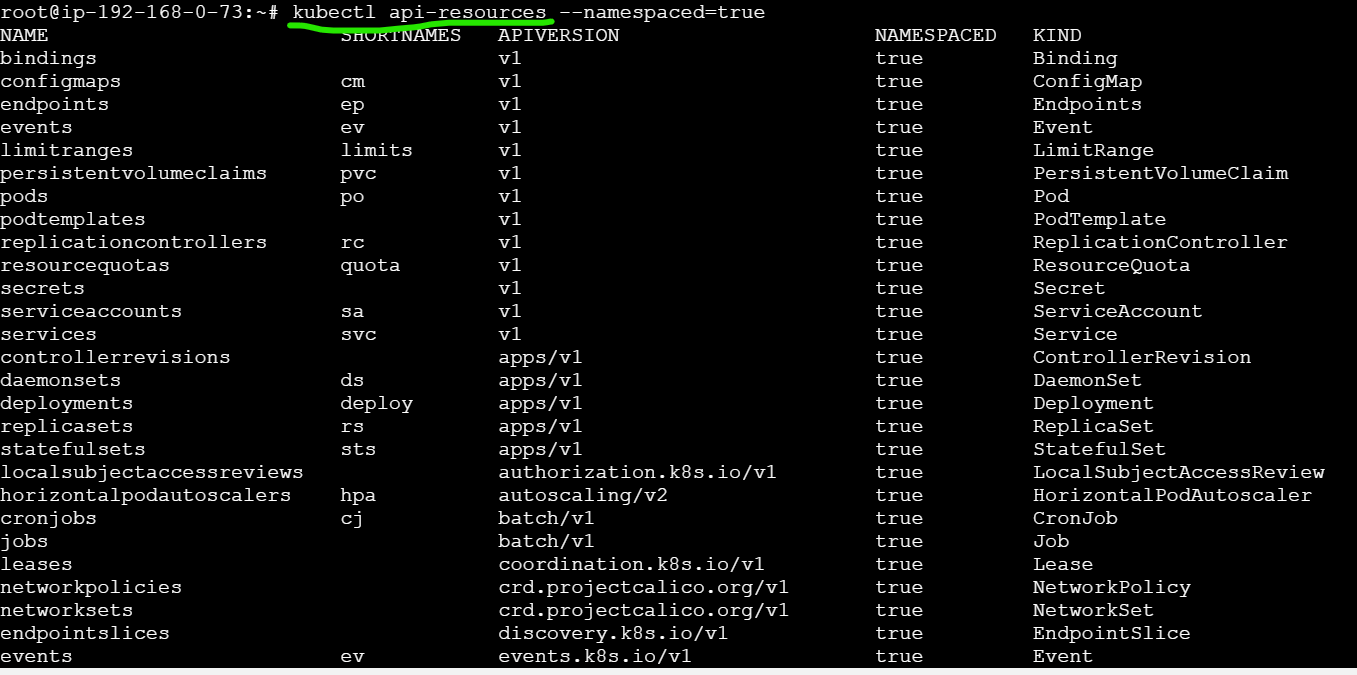 root@ip-192-168-0-73:~# kubectl api-resources --namespaced=true
NAME SHORTNAMES APIVERSION NAMESPACED KIND
bindings v1 true Binding
configmaps cm v1 true ConfigMap
endpoints ep v1 true Endpoints
events ev v1 true Event
limitranges limits v1 true LimitRange
persistentvolumeclaims pvc v1 true PersistentVolumeClaim
pods po v1 true Pod
podtemplates v1 true PodTemplate
replicationcontrollers rc v1 true ReplicationController
resourcequotas quota v1 true ResourceQuota
secrets v1 true Secret
serviceaccounts sa v1 true ServiceAccount
services svc v1 true Service
controllerrevisions apps/v1 true ControllerRevision
daemonsets ds apps/v1 true DaemonSet
deployments deploy apps/v1 true Deployment
replicasets rs apps/v1 true ReplicaSet
statefulsets sts apps/v1 true StatefulSet
localsubjectaccessreviews authorization.k8s.io/v1 true LocalSubjectAccessReview
horizontalpodautoscalers hpa autoscaling/v2 true HorizontalPodAutoscaler
cronjobs cj batch/v1 true CronJob
jobs batch/v1 true Job
leases coordination.k8s.io/v1 true Lease
networkpolicies crd.projectcalico.org/v1 true NetworkPolicy
networksets crd.projectcalico.org/v1 true NetworkSet
endpointslices discovery.k8s.io/v1 true EndpointSlice
events ev events.k8s.io/v1 true Event